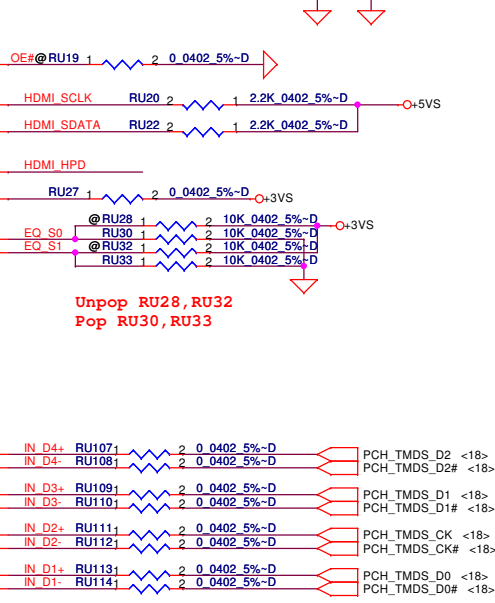 OE#@RU19 1 2 0_0402_5%~D
HDMI_SCLK RU20 2 1 2.2K_0402_5%~D
+5VS
HDMI_SDATA RU22 2 1 2.2K_0402_5%~D
HDMI_HPD
RU27 1 2 0_0402_5%~D +3VS
@RU28 1 2 10K_0402_5%~D +3VS
EQ_S0 RU30 1 2 10K_0402_5%~D
EQ_S1 @RU32 1 2 10K_0402_5%~D
RU33 1 2 10K_0402_5%~D
Unpop RU28,RU32
Pop RU30,RU33
IN_D4+ RU107 1 2 0_0402_5%~D PCH_TMDS_D2 <18>
IN_D4- RU108 1 2 0_0402_5%~D PCH_TMDS_D2# <18>
IN_D3+ RU109 1 2 0_0402_5%~D PCH_TMDS_D1 <18>
IN_D3- RU110 1 2 0_0402_5%~D PCH_TMDS_D1# <18>
IN_D2+ RU111 1 2 0_0402_5%~D PCH_TMDS_CK <18>
IN_D2- RU112 1 2 0_0402_5%~D PCH_TMDS_CK# <18>
IN_D1+ RU113 1 2 0_0402_5%~D PCH_TMDS_D0 <18>
IN_D1- RU114 1 2 0_0402_5%~D PCH_TMDS_D0# <18>